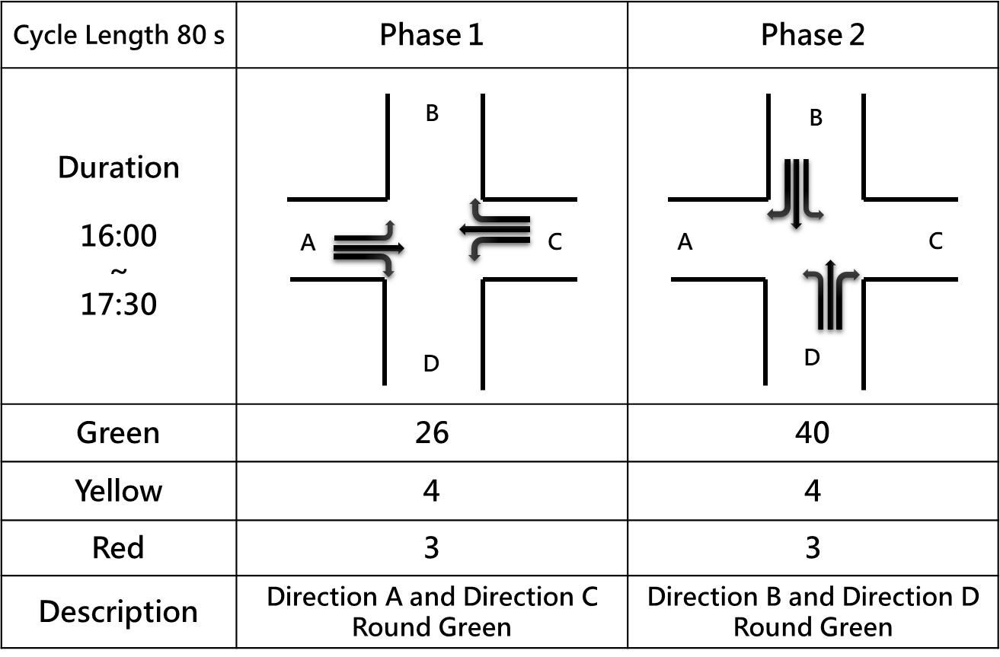 Cycle Length 80 s
Phase 1
Phase 2
Duration
16:00
~
17:30
B
A
C
D
B
A
C
D
Green
26
40
Yellow
4
4
Red
3
3
Description
Direction A and Direction C
Round Green
Direction B and Direction D
Round Green